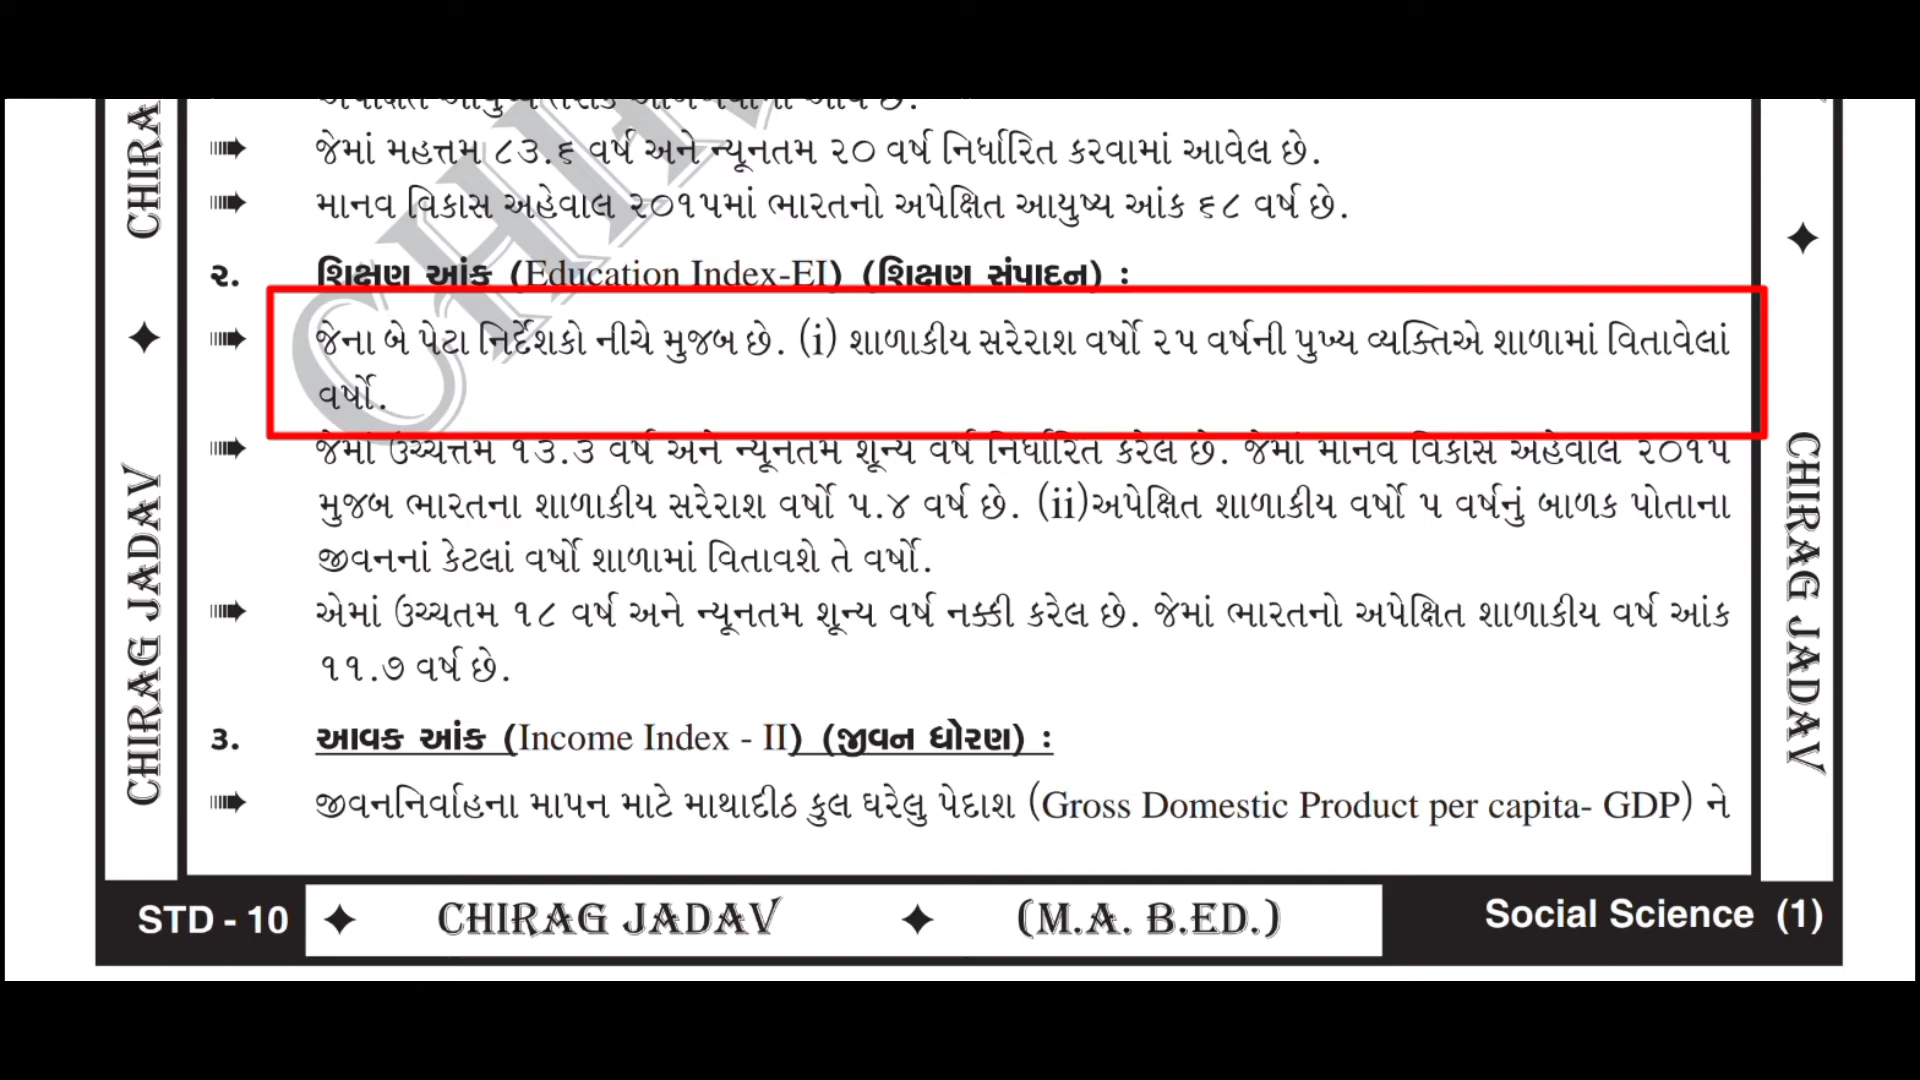 જેમાં મહત્તમ ૮૩.૬ વર્ષ અને ન્યૂનતમ ૨૦ વર્ષ નિર્ધારિત કરવામાં આવેલ છે.
માનવ વિકાસ અહેવાલ ૨૦૧૫માં ભારતનો અપેક્ષિત આયુષ્ય આંક ૬૮ વર્ષ છે.
૨. શિક્ષણ આંક (Education Index-EI) (શિક્ષણ સંપાદન) :
જેના બે પેટા નિર્દેશકો નીચે મુજબ છે. (i) શાળાકીય સરેરાશ વર્ષો ૨૫ વર્ષની પુખ્ય વ્યક્તિએ શાળામાં વિતાવેલાં
વર્ષો.
જેમાં ઉચ્ચત્તમ ૧૩.૩ વર્ષ અને ન્યૂનતમ શૂન્ય વર્ષ નિર્ધારિત કરેલ છે. જેમાં માનવ વિકાસ અહેવાલ ૨૦૧૫
મુજબ ભારતના શાળાકીય સરેરાશ વર્ષો ૫.૪ વર્ષ છે. (ii)અપેક્ષિત શાળાકીય વર્ષો ૫ વર્ષનું બાળક પોતાના
જીવનનાં કેટલાં વર્ષો શાળામાં વિતાવશે તે વર્ષો.
એમાં ઉચ્ચતમ ૧૮ વર્ષ અને ન્યૂનતમ શૂન્ય વર્ષ નક્કી કરેલ છે. જેમાં ભારતનો અપેક્ષિત શાળાકીય વર્ષ આંક
૧૧.૭ વર્ષ છે.
૩. આવક આંક (Income Index - II) (જીવન ધોરણ) :
જીવનનિર્વાહના માપન માટે માથાદીઠ કુલ ઘરેલુ પેદાશ (Gross Domestic Product per capita- GDP) ને
STD - 10 CHIRAG JADAV (M.A. B.ED.) Social Science (1)
CHIRA
CHIRAG JADAV
CHIRAG JADAV